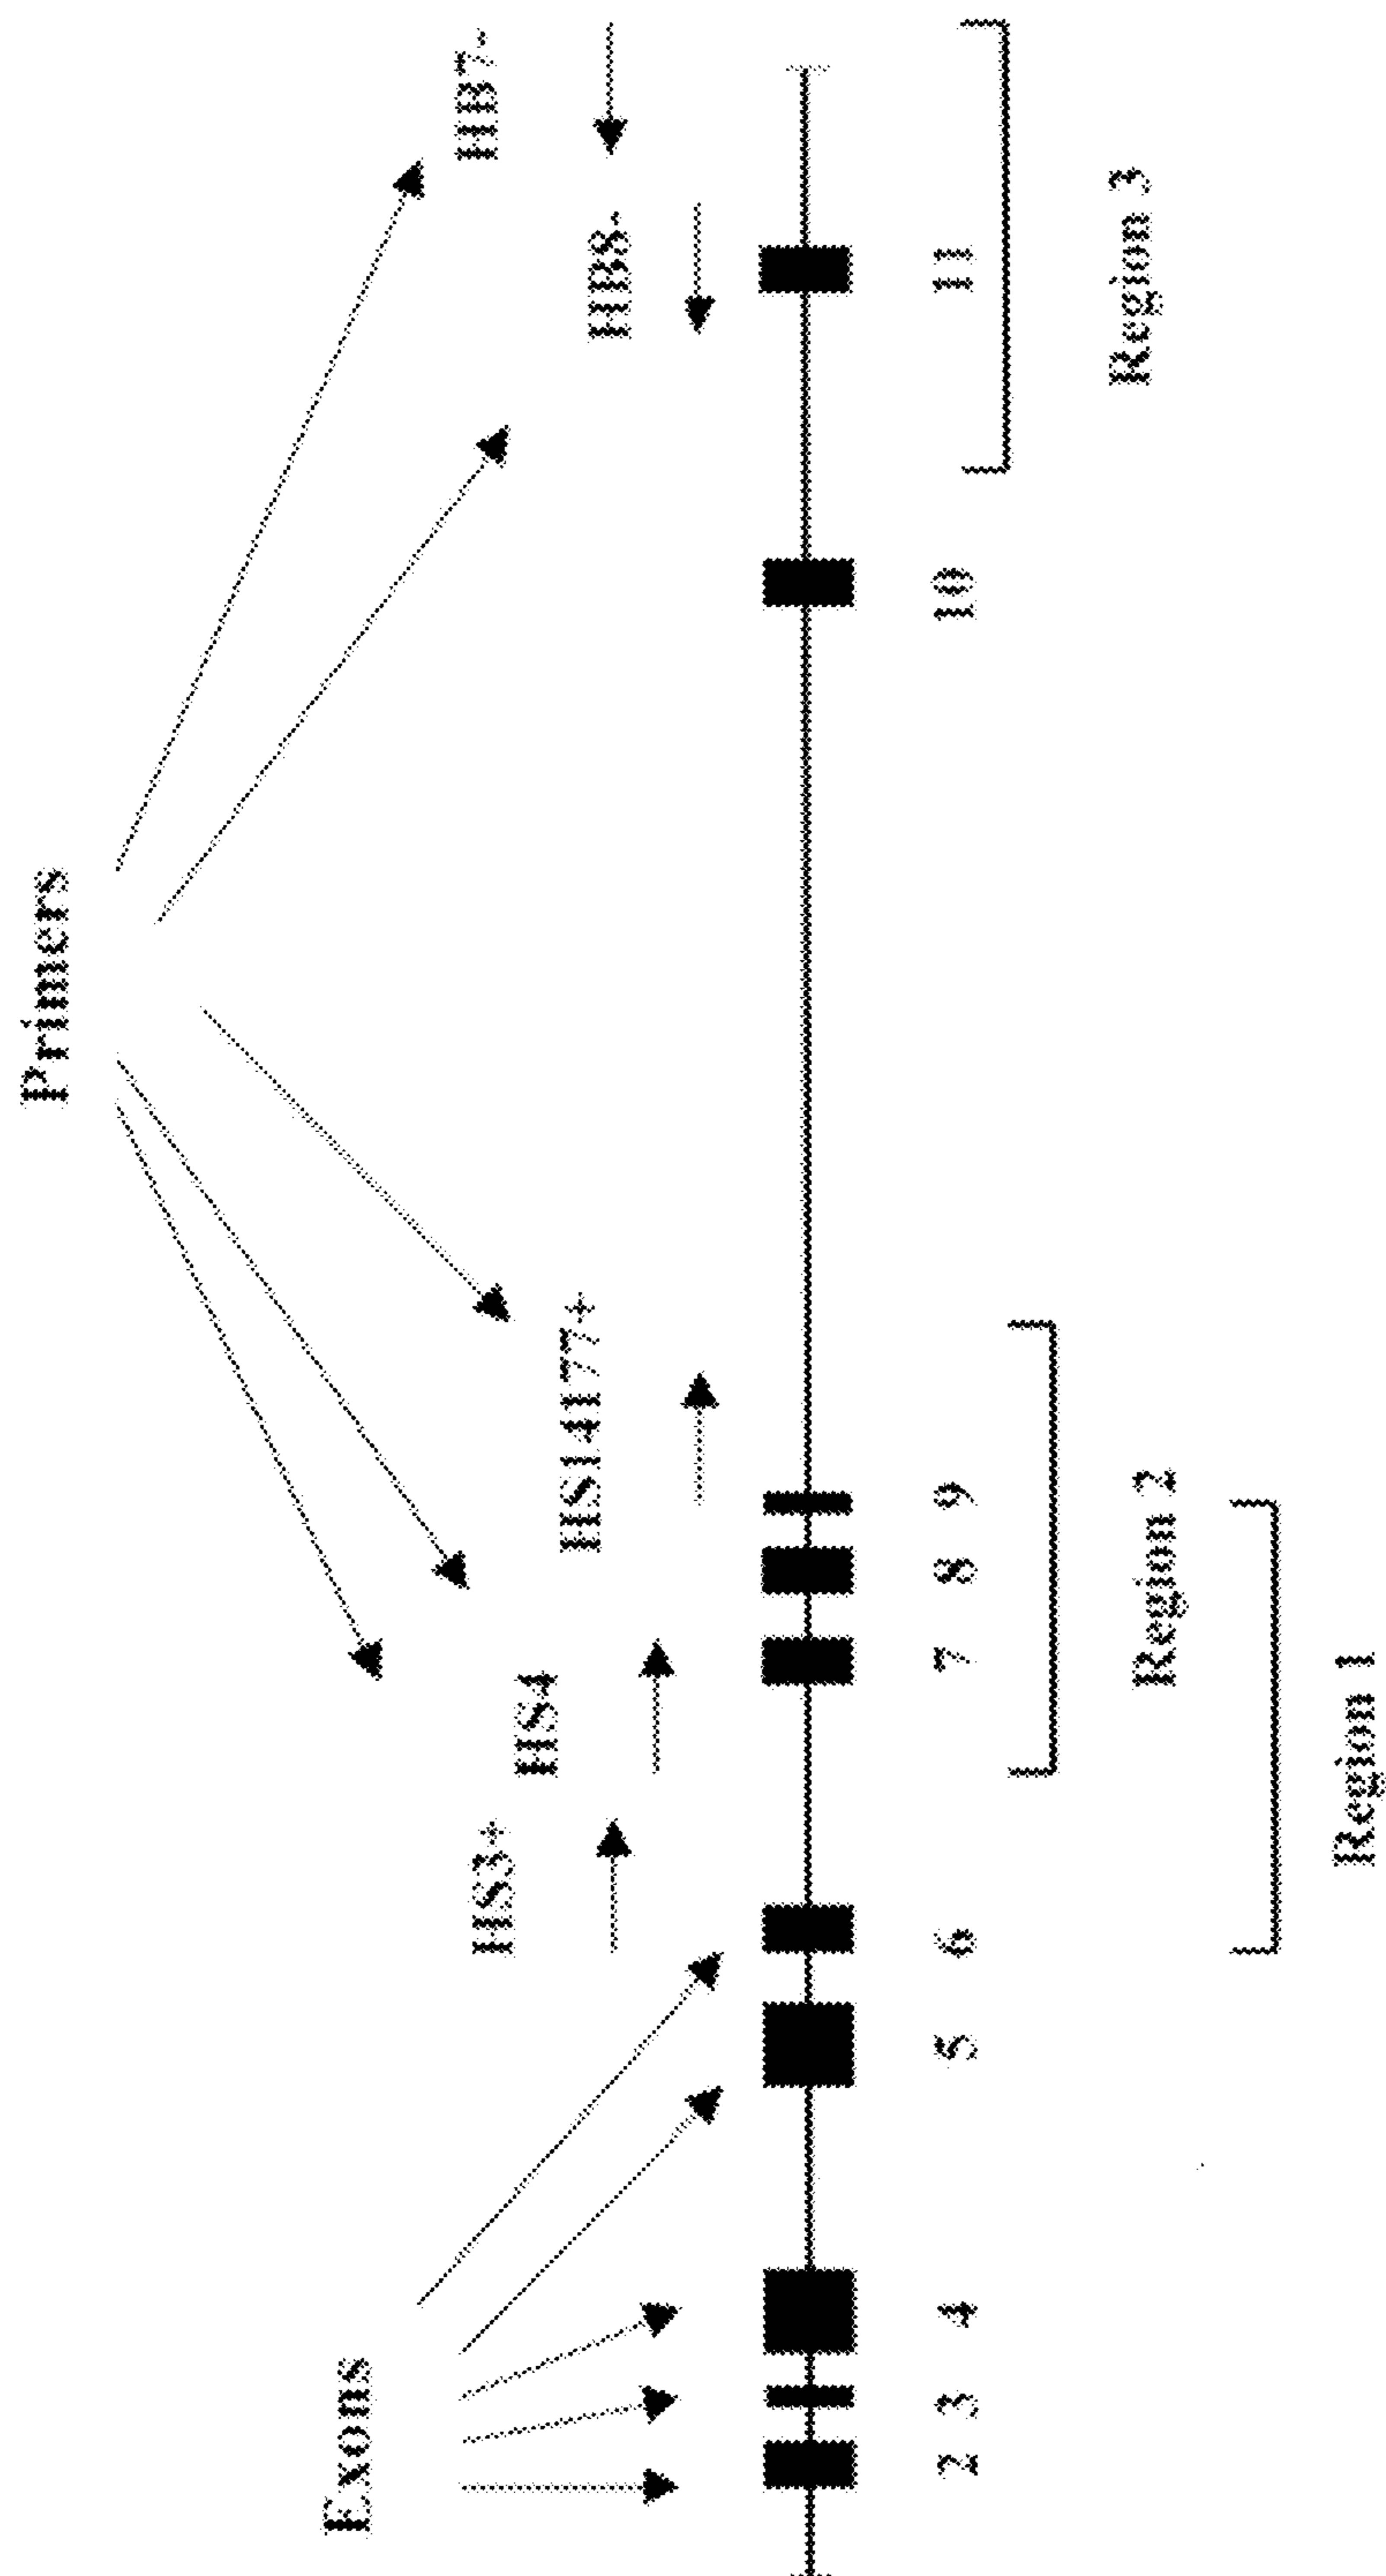 Primers
Exons
HS3+
HS4
HS14177+
HB8-
HB7-
2 3 4 5 6 7 8 9 10 11
Region 1
Region 2
Region 3